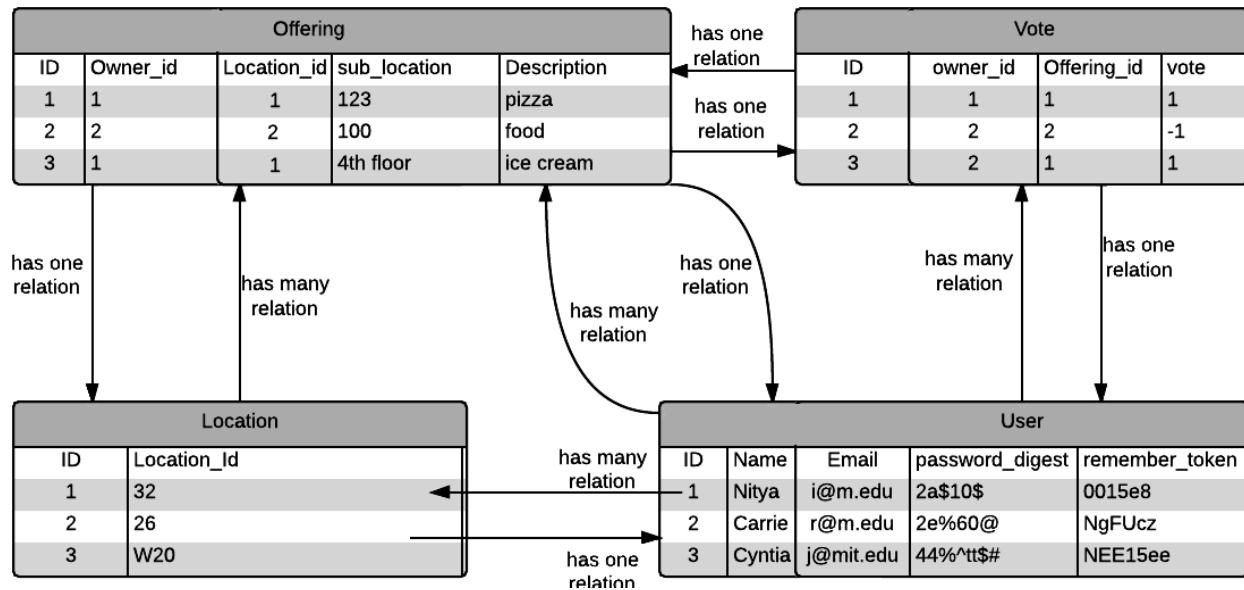 Offering
ID Owner_id Location_id sub_location Description
1 1 1 123 pizza
2 2 2 100 food
3 1 1 4th floor ice cream
has one
relation
has one
relation
Vote
ID owner_id Offering_id vote
1 1 1 1
2 2 2 -1
3 2 1 1
has one
relation
has many
relation
has many
relation
has one
relation
has many
relation
has one
relation
Location
ID Location_Id
1 32
2 26
3 W20
has many
relation
has one
relation
User
ID Name Email password_digest remember_token
1 Nitya i@m.edu 2a$10$ 0015e8
2 Carrie r@m.edu 2e%60@ NgFUcz
3 Cyntia j@mit.edu 44%^tt$# NEE15ee